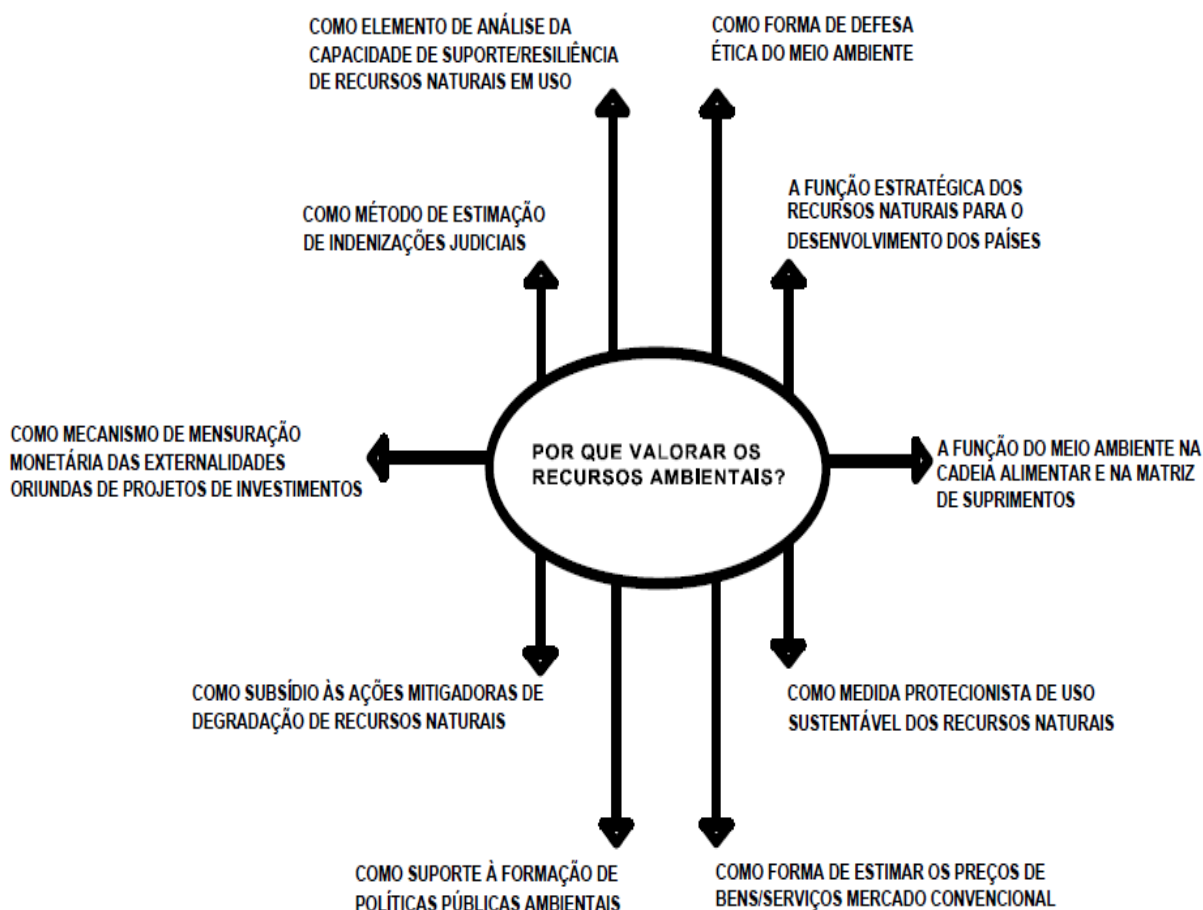 COMO ELEMENTO DE ANÁLISE DA
CAPACIDADE DE SUPORTE/RESILIÊNCIA
DE RECURSOS NATURAIS EM USO
COMO FORMA DE DEFESA
ÉTICA DO MEIO AMBIENTE
COMO MÉTODO DE ESTIMAÇÃO
DE INDENIZAÇÕES JUDICIAIS
A FUNÇÃO ESTRATÉGICA DOS
RECURSOS NATURAIS PARA O
DESENVOLVIMENTO DOS PAÍSES
COMO MECANISMO DE MENSURAÇÃO
MONETÁRIA DAS EXTERNALIDADES
ORIUNDAS DE PROJETOS DE INVESTIMENTOS
POR QUE VALORAR OS
RECURSOS AMBIENTAIS?
A FUNÇÃO DO MEIO AMBIENTE NA
CADEIA ALIMENTAR E NA MATRIZ
DE SUPRIMENTOS
COMO SUBSÍDIO ÀS AÇÕES MITIGADORAS DE
DEGRADAÇÃO DE RECURSOS NATURAIS
COMO MEDIDA PROTECIONISTA DE USO
SUSTENTÁVEL DOS RECURSOS NATURAIS
COMO SUPORTE À FORMAÇÃO DE
POLÍTICAS PÚBLICAS AMBIENTAIS
COMO FORMA DE ESTIMAR OS PREÇOS DE
BENS/SERVIÇOS MERCADO CONVENCIONAL